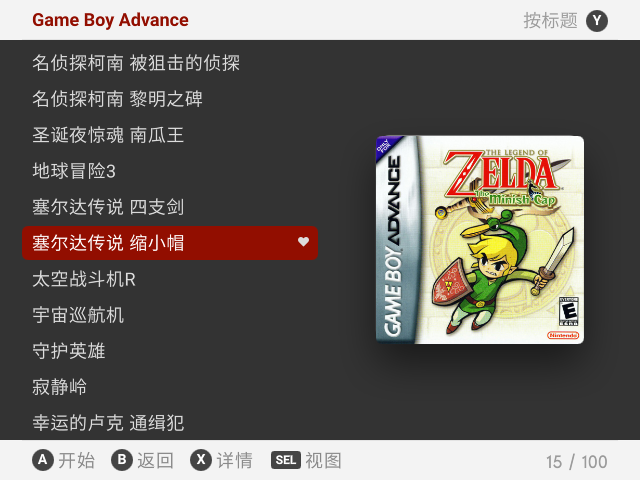 Game Boy Advance
按标题 Y
名侦探柯南 被狙击的侦探
名侦探柯南 黎明之碑
圣诞夜惊魂 南瓜王
地球冒险3
塞尔达传说 四支剑
塞尔达传说 缩小帽
太空战斗机R
宇宙巡航机
守护英雄
寂静岭
幸运的卢克 通缉犯
ONLY FOR
GAME BOY ADVANCE
THE LEGEND OF
ZELDA
The Minish Cap
EVERYONE
E
Nintendo
A 开始 B 返回 X 详情 SEL 视图
15 / 100